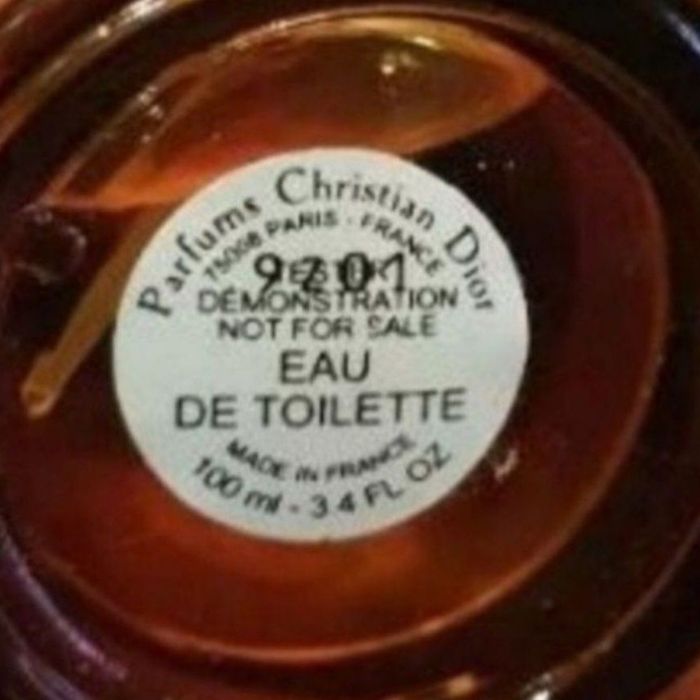 Parfums Christian Dior
75008 PARIS - FRANCE
9Z01
TESTER
DÉMONSTRATION
NOT FOR SALE
EAU
DE TOILETTE
MADE IN FRANCE
100 ml - 3 4 FL OZ